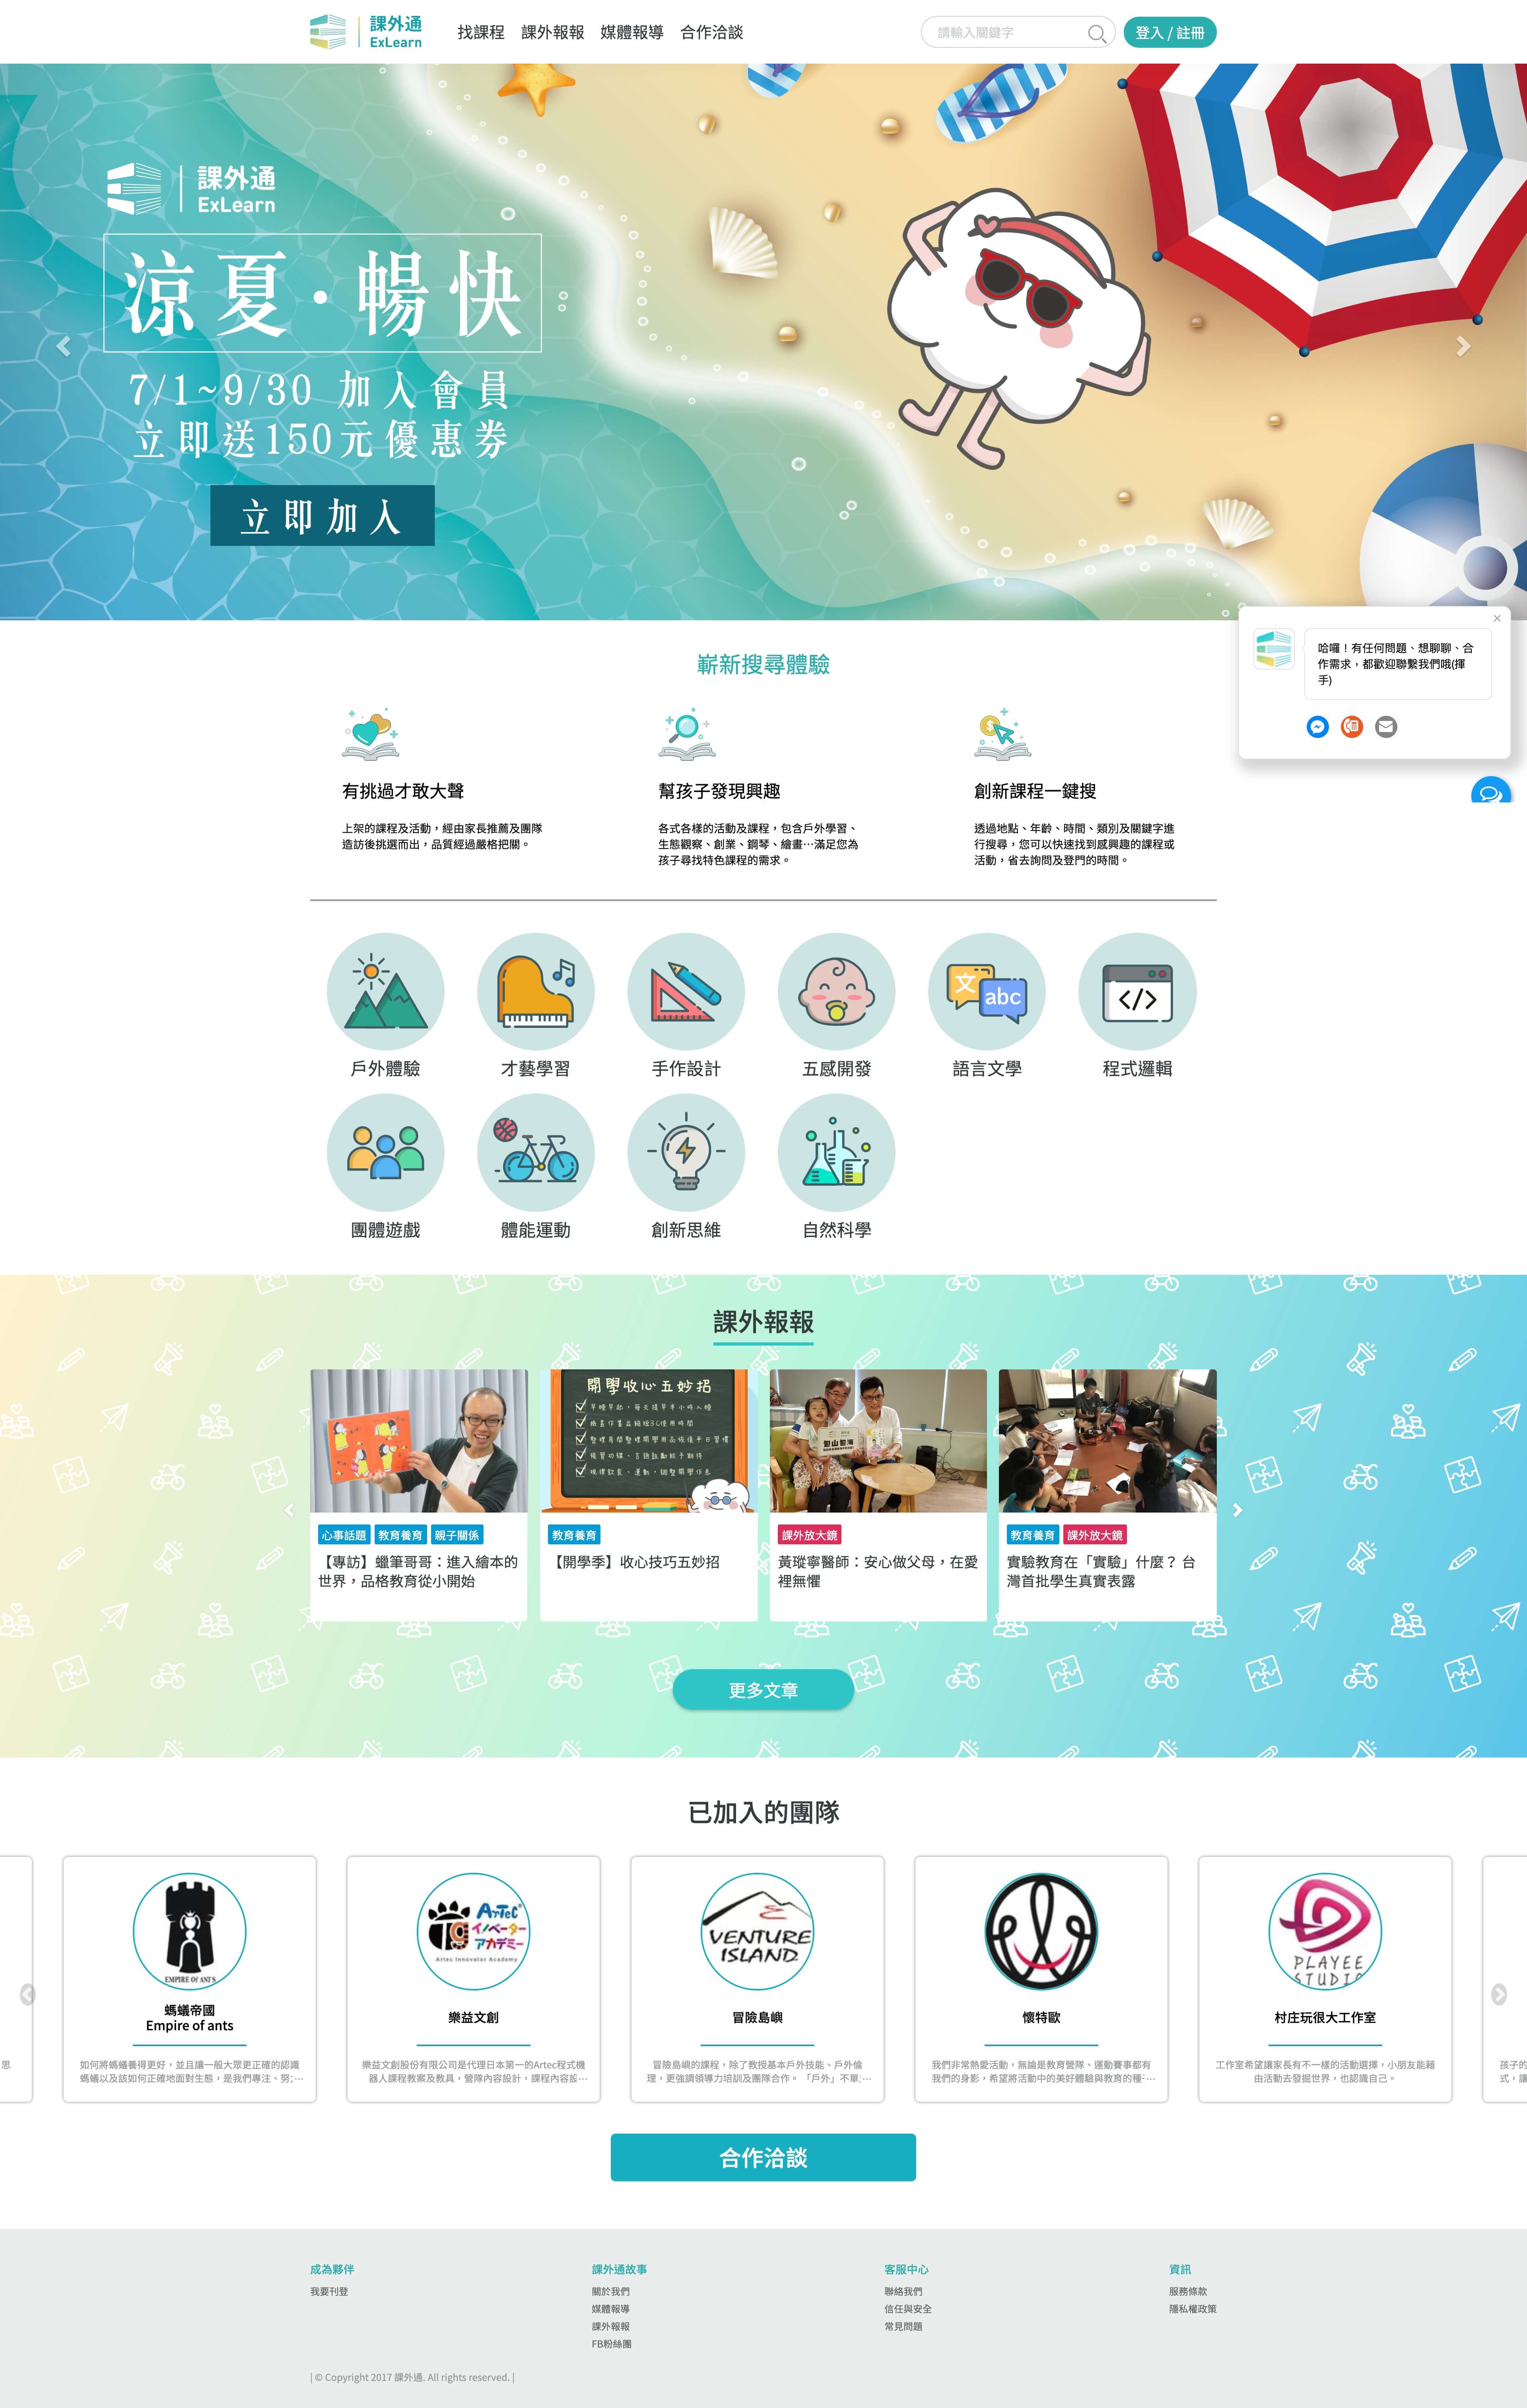 課外通
ExLearn
找課程
課外報報
媒體報導
合作洽談
請輸入關鍵字
登入 / 註冊
課外通
ExLearn
涼夏·暢快
7/1~9/30 加入會員
立即送150元優惠券
立即加入
哈囉！有任何問題、想聊聊、合
作需求，都歡迎聯繫我們哦(揮
手)
嶄新搜尋體驗
有挑過才敢大聲
上架的課程及活動，經由家長推薦及團隊
造訪後挑選而出，品質經過嚴格把關。
幫孩子發現興趣
各式各樣的活動及課程，包含戶外學習、
生態觀察、創業、鋼琴、繪畫…滿足您為
孩子尋找特色課程的需求。
創新課程一鍵搜
透過地點、年齡、時間、類別及關鍵字進
行搜尋，您可以快速找到感興趣的課程或
活動，省去詢問及登門的時間。
文
abc
</>
戶外體驗
才藝學習
手作設計
五感開發
語言文學
程式邏輯
團體遊戲
體能運動
創新思維
自然科學
課外報報
心事話題
教育養育
親子關係
【專訪】蠟筆哥哥：進入繪本的
世界，品格教育從小開始
開學收心五妙招
教育養育
【開學季】收心技巧五妙招
課外放大鏡
黃瑽寧醫師：安心做父母，在愛
裡無懼
教育養育
課外放大鏡
實驗教育在「實驗」什麼？ 台
灣首批學生真實表露
更多文章
已加入的團隊
思
EMPIRE OF ANTS
螞蟻帝國
Empire of ants
如何將螞蟻養得更好，並且讓一般大眾更正確的認識
螞蟻以及該如何正確地面對生態，是我們專注、努…
ArTeC
イノベーター
アカデミー
Artec Innovator Academy
樂益文創
樂益文創股份有限公司是代理日本第一的Artec程式機
器人課程教案及教具，營隊內容設計，課程內容設…
VENTURE
ISLAND
冒險島嶼
冒險島嶼的課程，除了教授基本戶外技能、戶外倫
理，更強調領導力培訓及團隊合作。「戶外」不單…
懷特歐
我們非常熱愛活動，無論是教育營隊、運動賽事都有
我們的身影，希望將活動中的美好體驗與教育的種…
PLAYEE
STUDIO
村庄玩很大工作室
工作室希望讓家長有不一樣的活動選擇，小朋友能藉
由活動去發掘世界，也認識自己。
孩子的
式，讓
合作洽談
成為夥伴
我要刊登
課外通故事
關於我們
媒體報導
課外報報
FB粉絲團
客服中心
聯絡我們
信任與安全
常見問題
資訊
服務條款
隱私權政策
| © Copyright 2017 課外通. All rights reserved. |